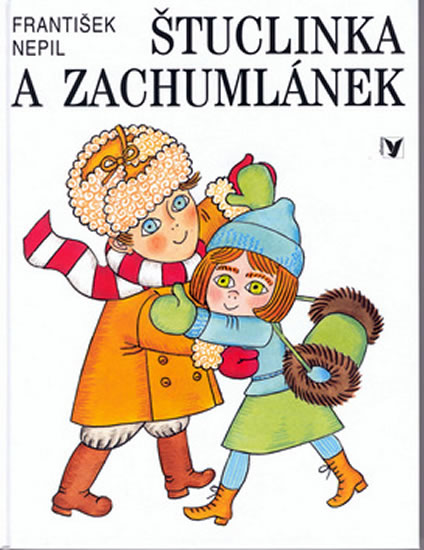 FRANTIŠEK
NEPIL
ŠTUCLINKA
A ZACHUMLÁNEK